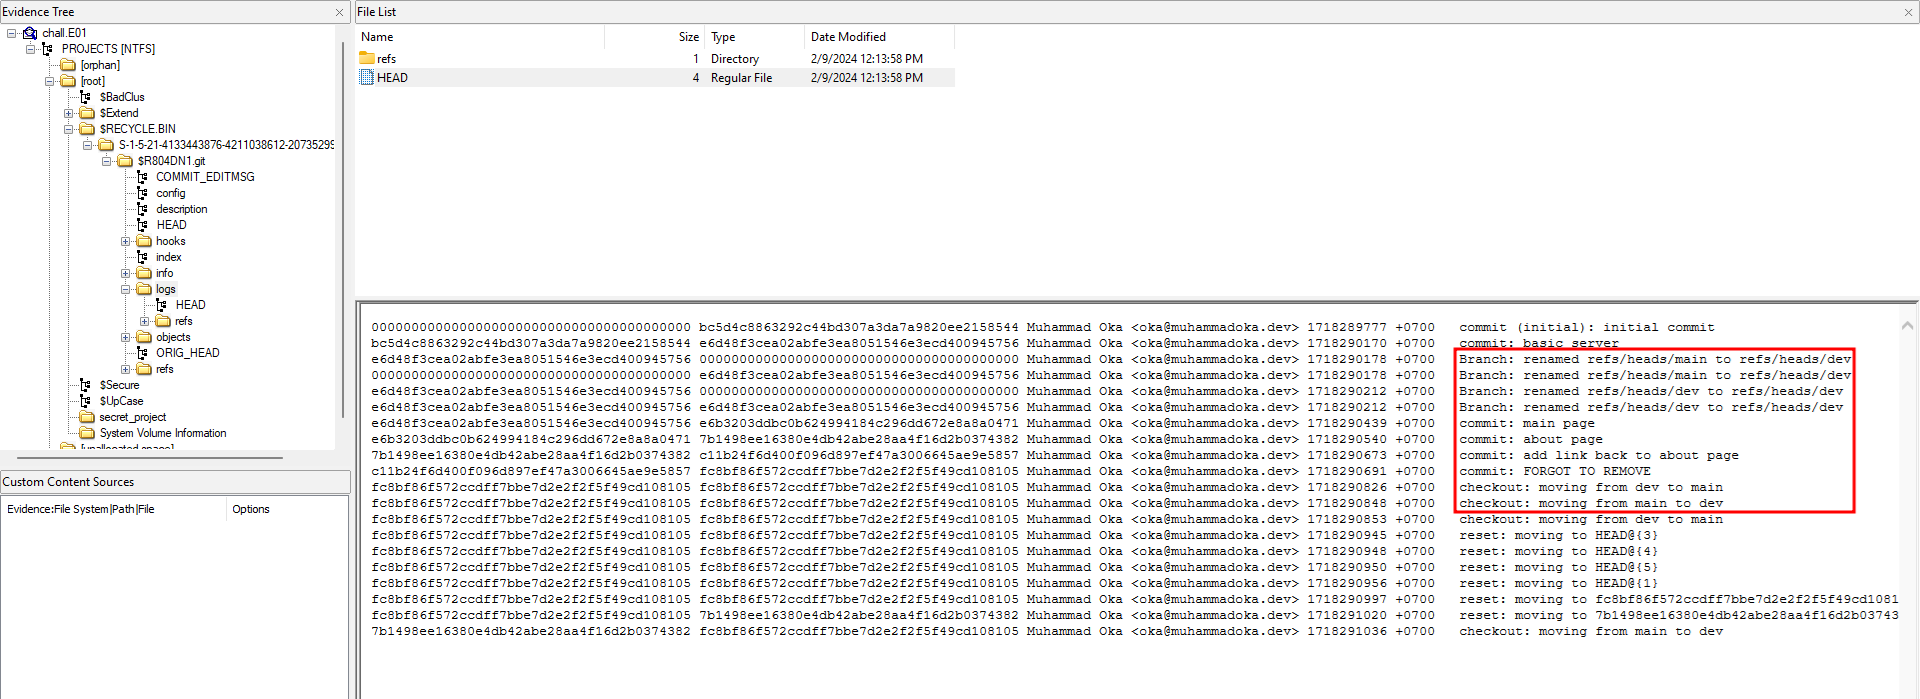 Evidence Tree
chall.E01
PROJECTS [NTFS]
[orphan]
[root]
$BadClus
$Extend
$RECYCLE.BIN
S-1-5-21-4133443876-4211038612-20735299
$R804DN1.git
COMMIT_EDITMSG
config
description
HEAD
hooks
index
info
logs
HEAD
refs
objects
ORIG_HEAD
refs
$Secure
$UpCase
secret_project
System Volume Information
[unallocated space]
Custom Content Sources
Evidence:File System|Path|File Options
File List
Name Size Type Date Modified
refs 1 Directory 2/9/2024 12:13:58 PM
HEAD 4 Regular File 2/9/2024 12:13:58 PM
0000000000000000000000000000000000000000 bc5d4c8863292c44bd307a3da7a9820ee2158544 Muhammad Oka <oka@muhammadoka.dev> 1718289777 +0700 commit (initial): initial commit
bc5d4c8863292c44bd307a3da7a9820ee2158544 e6d48f3cea02abfe3ea8051546e3ecd400945756 Muhammad Oka <oka@muhammadoka.dev> 1718290170 +0700 commit: basic server
e6d48f3cea02abfe3ea8051546e3ecd400945756 0000000000000000000000000000000000000000 Muhammad Oka <oka@muhammadoka.dev> 1718290178 +0700 Branch: renamed refs/heads/main to refs/heads/dev
0000000000000000000000000000000000000000 e6d48f3cea02abfe3ea8051546e3ecd400945756 Muhammad Oka <oka@muhammadoka.dev> 1718290178 +0700 Branch: renamed refs/heads/main to refs/heads/dev
e6d48f3cea02abfe3ea8051546e3ecd400945756 0000000000000000000000000000000000000000 Muhammad Oka <oka@muhammadoka.dev> 1718290212 +0700 Branch: renamed refs/heads/dev to refs/heads/dev
e6d48f3cea02abfe3ea8051546e3ecd400945756 e6d48f3cea02abfe3ea8051546e3ecd400945756 Muhammad Oka <oka@muhammadoka.dev> 1718290212 +0700 Branch: renamed refs/heads/dev to refs/heads/dev
e6d48f3cea02abfe3ea8051546e3ecd400945756 e6b3203ddbc0b624994184c296dd672e8a8a0471 Muhammad Oka <oka@muhammadoka.dev> 1718290439 +0700 commit: main page
e6b3203ddbc0b624994184c296dd672e8a8a0471 7b1498ee16380e4db42abe28aa4f16d2b0374382 Muhammad Oka <oka@muhammadoka.dev> 1718290540 +0700 commit: about page
7b1498ee16380e4db42abe28aa4f16d2b0374382 c11b24f6d400f096d897ef47a3006645ae9e5857 Muhammad Oka <oka@muhammadoka.dev> 1718290673 +0700 commit: add link back to about page
c11b24f6d400f096d897ef47a3006645ae9e5857 fc8bf86f572ccdff7bbe7d2e2f2f5f49cd108105 Muhammad Oka <oka@muhammadoka.dev> 1718290691 +0700 commit: FORGOT TO REMOVE
fc8bf86f572ccdff7bbe7d2e2f2f5f49cd108105 fc8bf86f572ccdff7bbe7d2e2f2f5f49cd108105 Muhammad Oka <oka@muhammadoka.dev> 1718290826 +0700 checkout: moving from dev to main
fc8bf86f572ccdff7bbe7d2e2f2f5f49cd108105 fc8bf86f572ccdff7bbe7d2e2f2f5f49cd108105 Muhammad Oka <oka@muhammadoka.dev> 1718290848 +0700 checkout: moving from main to dev
fc8bf86f572ccdff7bbe7d2e2f2f5f49cd108105 fc8bf86f572ccdff7bbe7d2e2f2f5f49cd108105 Muhammad Oka <oka@muhammadoka.dev> 1718290853 +0700 checkout: moving from dev to main
fc8bf86f572ccdff7bbe7d2e2f2f5f49cd108105 fc8bf86f572ccdff7bbe7d2e2f2f5f49cd108105 Muhammad Oka <oka@muhammadoka.dev> 1718290945 +0700 reset: moving to HEAD@{3}
fc8bf86f572ccdff7bbe7d2e2f2f5f49cd108105 fc8bf86f572ccdff7bbe7d2e2f2f5f49cd108105 Muhammad Oka <oka@muhammadoka.dev> 1718290948 +0700 reset: moving to HEAD@{4}
fc8bf86f572ccdff7bbe7d2e2f2f5f49cd108105 fc8bf86f572ccdff7bbe7d2e2f2f5f49cd108105 Muhammad Oka <oka@muhammadoka.dev> 1718290950 +0700 reset: moving to HEAD@{5}
fc8bf86f572ccdff7bbe7d2e2f2f5f49cd108105 fc8bf86f572ccdff7bbe7d2e2f2f5f49cd108105 Muhammad Oka <oka@muhammadoka.dev> 1718290956 +0700 reset: moving to HEAD@{1}
fc8bf86f572ccdff7bbe7d2e2f2f5f49cd108105 fc8bf86f572ccdff7bbe7d2e2f2f5f49cd108105 Muhammad Oka <oka@muhammadoka.dev> 1718290997 +0700 reset: moving to fc8bf86f572ccdff7bbe7d2e2f2f5f49cd1081
fc8bf86f572ccdff7bbe7d2e2f2f5f49cd108105 7b1498ee16380e4db42abe28aa4f16d2b0374382 Muhammad Oka <oka@muhammadoka.dev> 1718291020 +0700 reset: moving to 7b1498ee16380e4db42abe28aa4f16d2b03743
7b1498ee16380e4db42abe28aa4f16d2b0374382 fc8bf86f572ccdff7bbe7d2e2f2f5f49cd108105 Muhammad Oka <oka@muhammadoka.dev> 1718291036 +0700 checkout: moving from main to dev